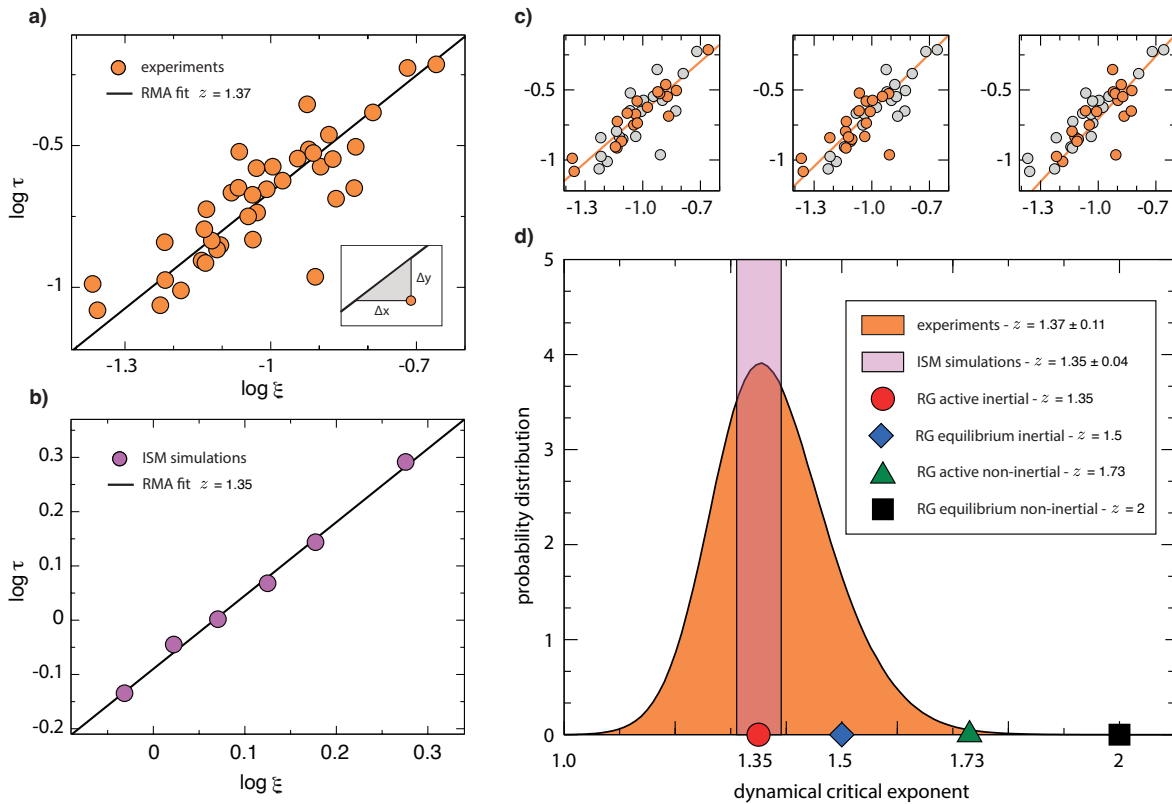 a)
log τ
-0.5
-1
experiments
RMA fit z = 1.37
Δy
Δx
-1.3
-1
-0.7
log ξ
b)
log τ
0.3
0.2
0.1
0
-0.1
-0.2
ISM simulations
RMA fit z = 1.35
0
0.1
0.2
0.3
log ξ
c)
-0.5
-1
-1.3
-1.0
-0.7
-0.5
-1
-1.3
-1.0
-0.7
-0.5
-1
-1.3
-1.0
-0.7
d)
probability distribution
5
4
3
2
1
0
experiments - z = 1.37 ± 0.11
ISM simulations - z = 1.35 ± 0.04
RG active inertial - z = 1.35
RG equilibrium inertial - z = 1.5
RG active non-inertial - z = 1.73
RG equilibrium non-inertial - z = 2
1.0
1.35
1.5
1.73
2
dynamical critical exponent